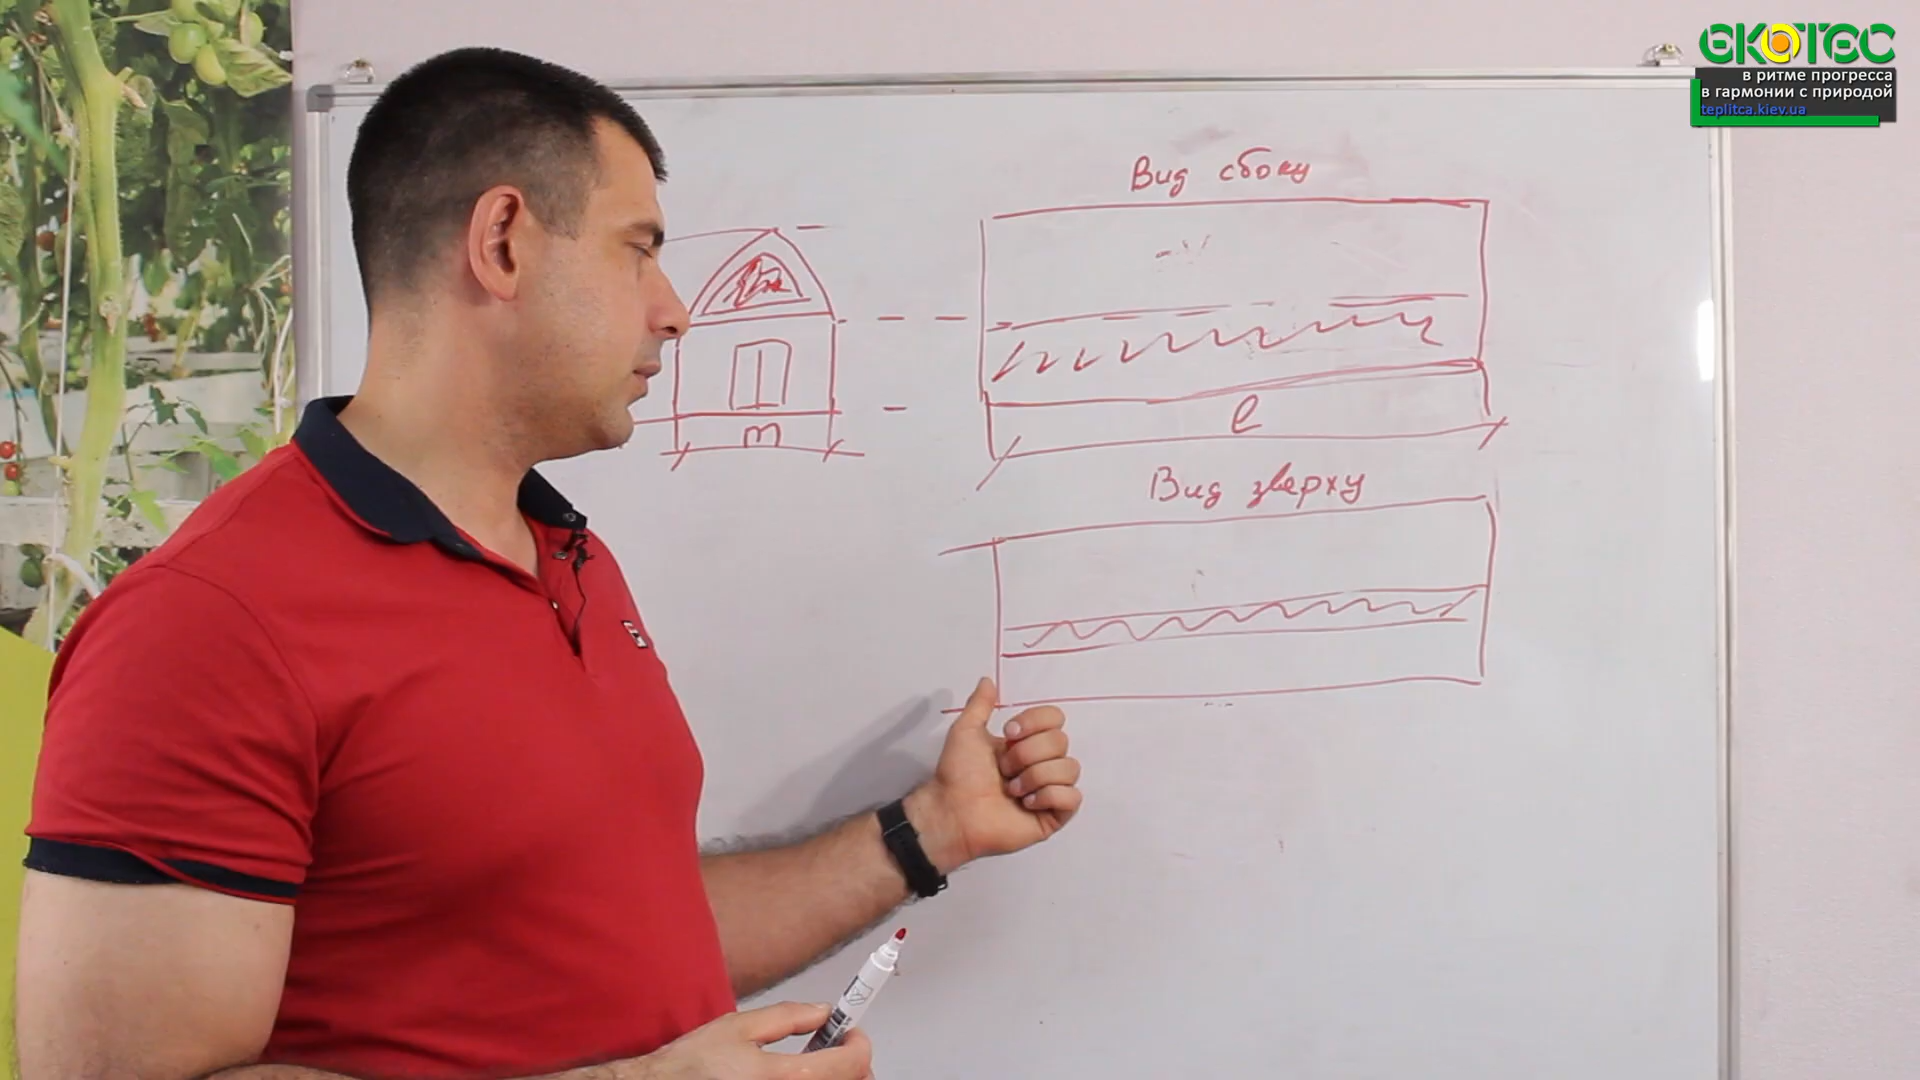 ЕКОТЕС
в ритме прогресса
в гармонии с природой
teplitca.kiev.ua
Вид сбоку
m
l
Вид зверху